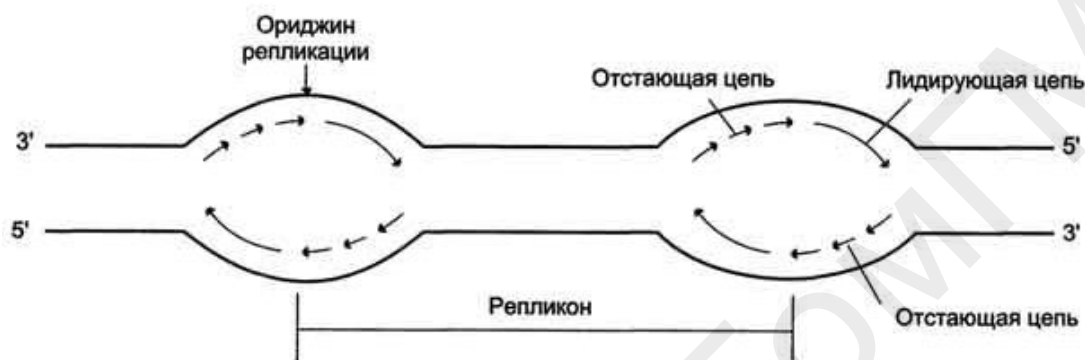 Ориджин
репликации
Отстающая цепь
Лидирующая цепь
3'
5'
5'
3'
Репликон
Отстающая цепь